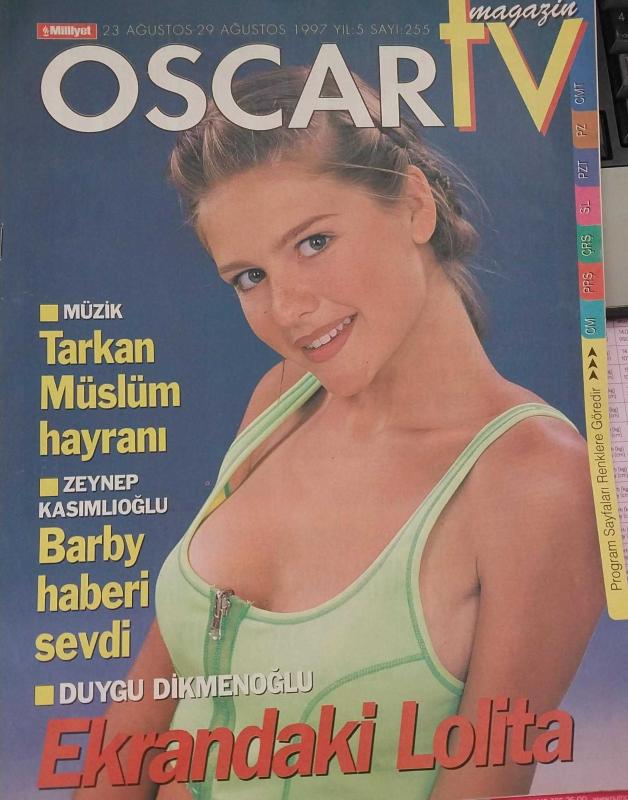 magazin
Milliyet 23 AĞUSTOS-29 AĞUSTOS 1997 YIL:5 SAYI:255
OSCAR tv
MÜZİK
Tarkan
Müslüm
hayranı
ZEYNEP
KASIMLIOĞLU
Barby
haberi
sevdi
DUYGU DİKMENOĞLU
Ekrandaki Lolita
CMT
PZ
PZT
SL
ÇRŞ
PRŞ
CM
Program Sayfaları Renklere Göredir